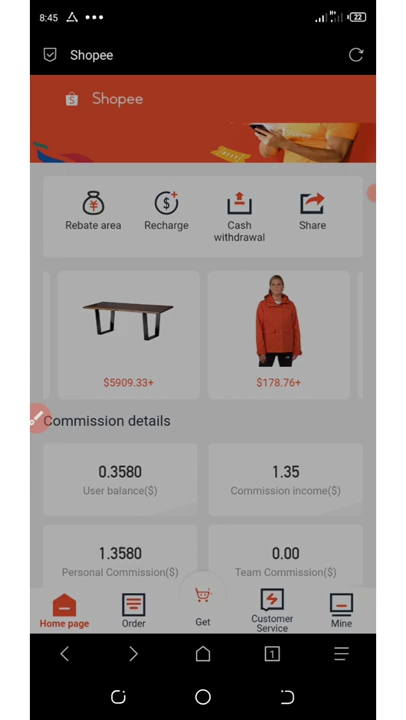 8:45
22
Shopee
Shopee
Rebate area
Recharge
Cash
withdrawal
Share
$5909.33+
$178.76+
Commission details
0.3580
User balance($)
1.35
Commission income($)
1.3580
Personal Commission($)
0.00
Team Commission($)
Home page
Order
Get
Customer
Service
Mine
1